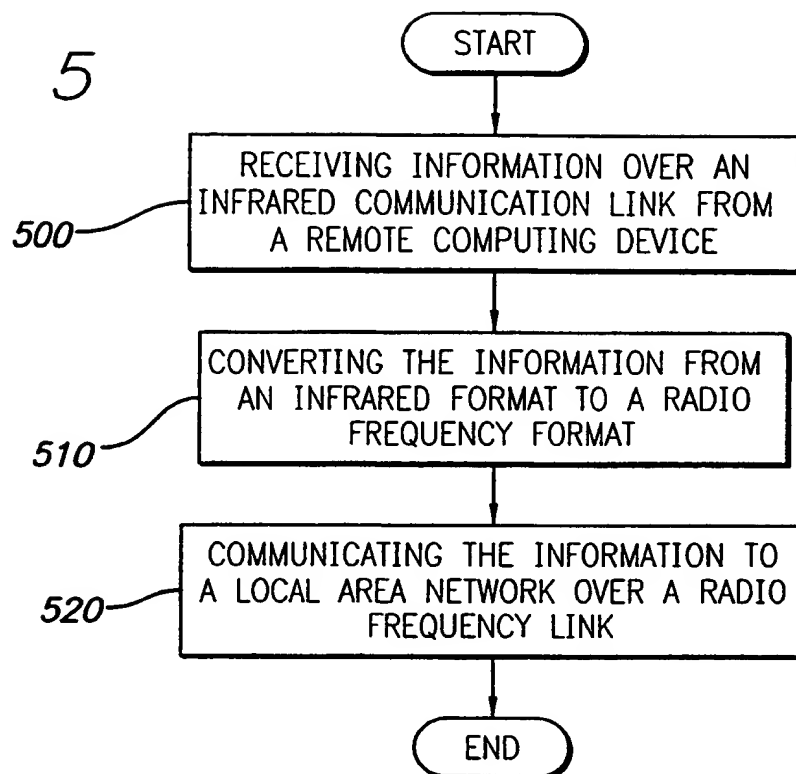 5
START
RECEIVING INFORMATION OVER AN
INFRARED COMMUNICATION LINK FROM
A REMOTE COMPUTING DEVICE
500
CONVERTING THE INFORMATION FROM
AN INFRARED FORMAT TO A RADIO
FREQUENCY FORMAT
510
COMMUNICATING THE INFORMATION TO
A LOCAL AREA NETWORK OVER A RADIO
FREQUENCY LINK
520
END